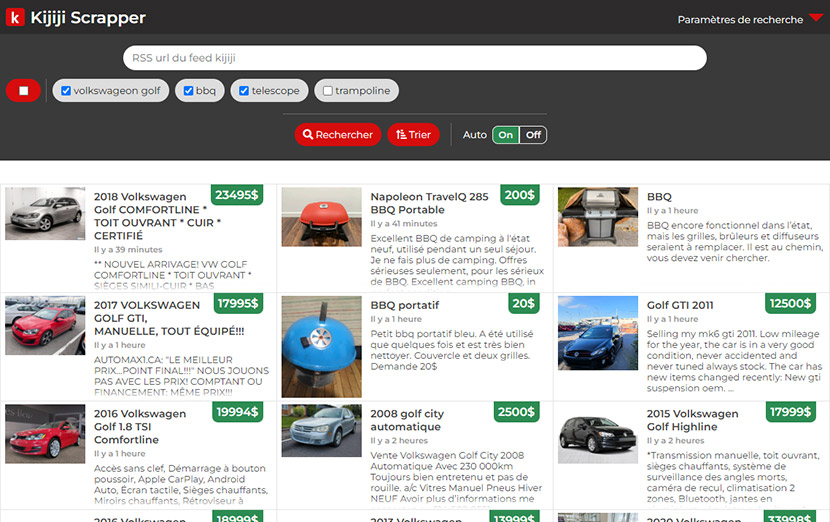 k Kijiji Scrapper
Paramètres de recherche
RSS url du feed kijiji
volkswageon golf
bbq
telescope
trampoline
Rechercher
Trier
Auto On Off
2018 Volkswagen
Golf COMFORTLINE *
TOIT OUVRANT * CUIR *
CERTIFIÉ
23495$
Il y a 39 minutes
** NOUVEL ARRIVAGE! VW GOLF
COMFORTLINE * TOIT OUVRANT *
SIÈGES SIMILI-CUIR * BAS
Napoleon TravelQ 285
BBQ Portable
200$
Il y a 41 minutes
Excellent BBQ de camping à l'état
neuf, utilisé pendant un seul séjour.
Je ne fais plus de camping. Offres
sérieuses seulement, pour les sérieux
de BBQ. Excellent camping BBQ, in
BBQ
Il y a 1 heure
BBQ encore fonctionnel dans l'état,
mais les grilles, brûleurs et diffuseurs
seraient à remplacer. Il est au chemin,
vous devez venir chercher.
2017 VOLKSWAGEN
GOLF GTI,
MANUELLE, TOUT ÉQUIPÉ!!!
17995$
Il y a 1 heure
AUTOMAXI.CA: "LE MEILLEUR
PRIX...POINT FINAL!!!" NOUS JOUONS
PAS AVEC LES PRIX! COMPTANT OU
FINANCEMENT: MÊME PRIX!!!
BBQ portatif
20$
Il y a 1 heure
Petit bbq portatif bleu. A été utilisé
que quelques fois et est très bien
nettoyer. Couvercle et deux grilles.
Demande 20$
Golf GTI 2011
12500$
Il y a 1 heure
Selling my mk6 gti 2011. Low mileage
for the year, the car is in a very good
condition, never accidented and
never tuned always stock. The car has
new items changed recently: New gti
suspension oem. ...
2016 Volkswagen
Golf 1.8 TSI
Comfortline
19994$
Il y a 1 heure
Accès sans clef, Démarrage à bouton
poussoir, Apple CarPlay, Android
Auto, Écran tactile, Sièges chauffants,
Miroirs chauffants, Rétroviseur à
2008 golf city
automatique
2500$
Il y a 2 heures
Vente Volkswagen Golf City 2008
Automatique Avec 230 000km
Toujours bien entretenu et pas de
rouille. a/c Vitres Manuel Pneus Hiver
NEUF Avoir plus d'informations me
2015 Volkswagen
Golf Highline
17999$
Il y a 2 heures
*Transmission manuelle, toit ouvrant,
sièges chauffants, système de
surveillance des angles morts,
caméra de recul, climatisation 2
zones, Bluetooth, jantes en
2016 Volkswagen
18999$
2013 Volkswagen
13999$
2020 Volkswagen
33998$